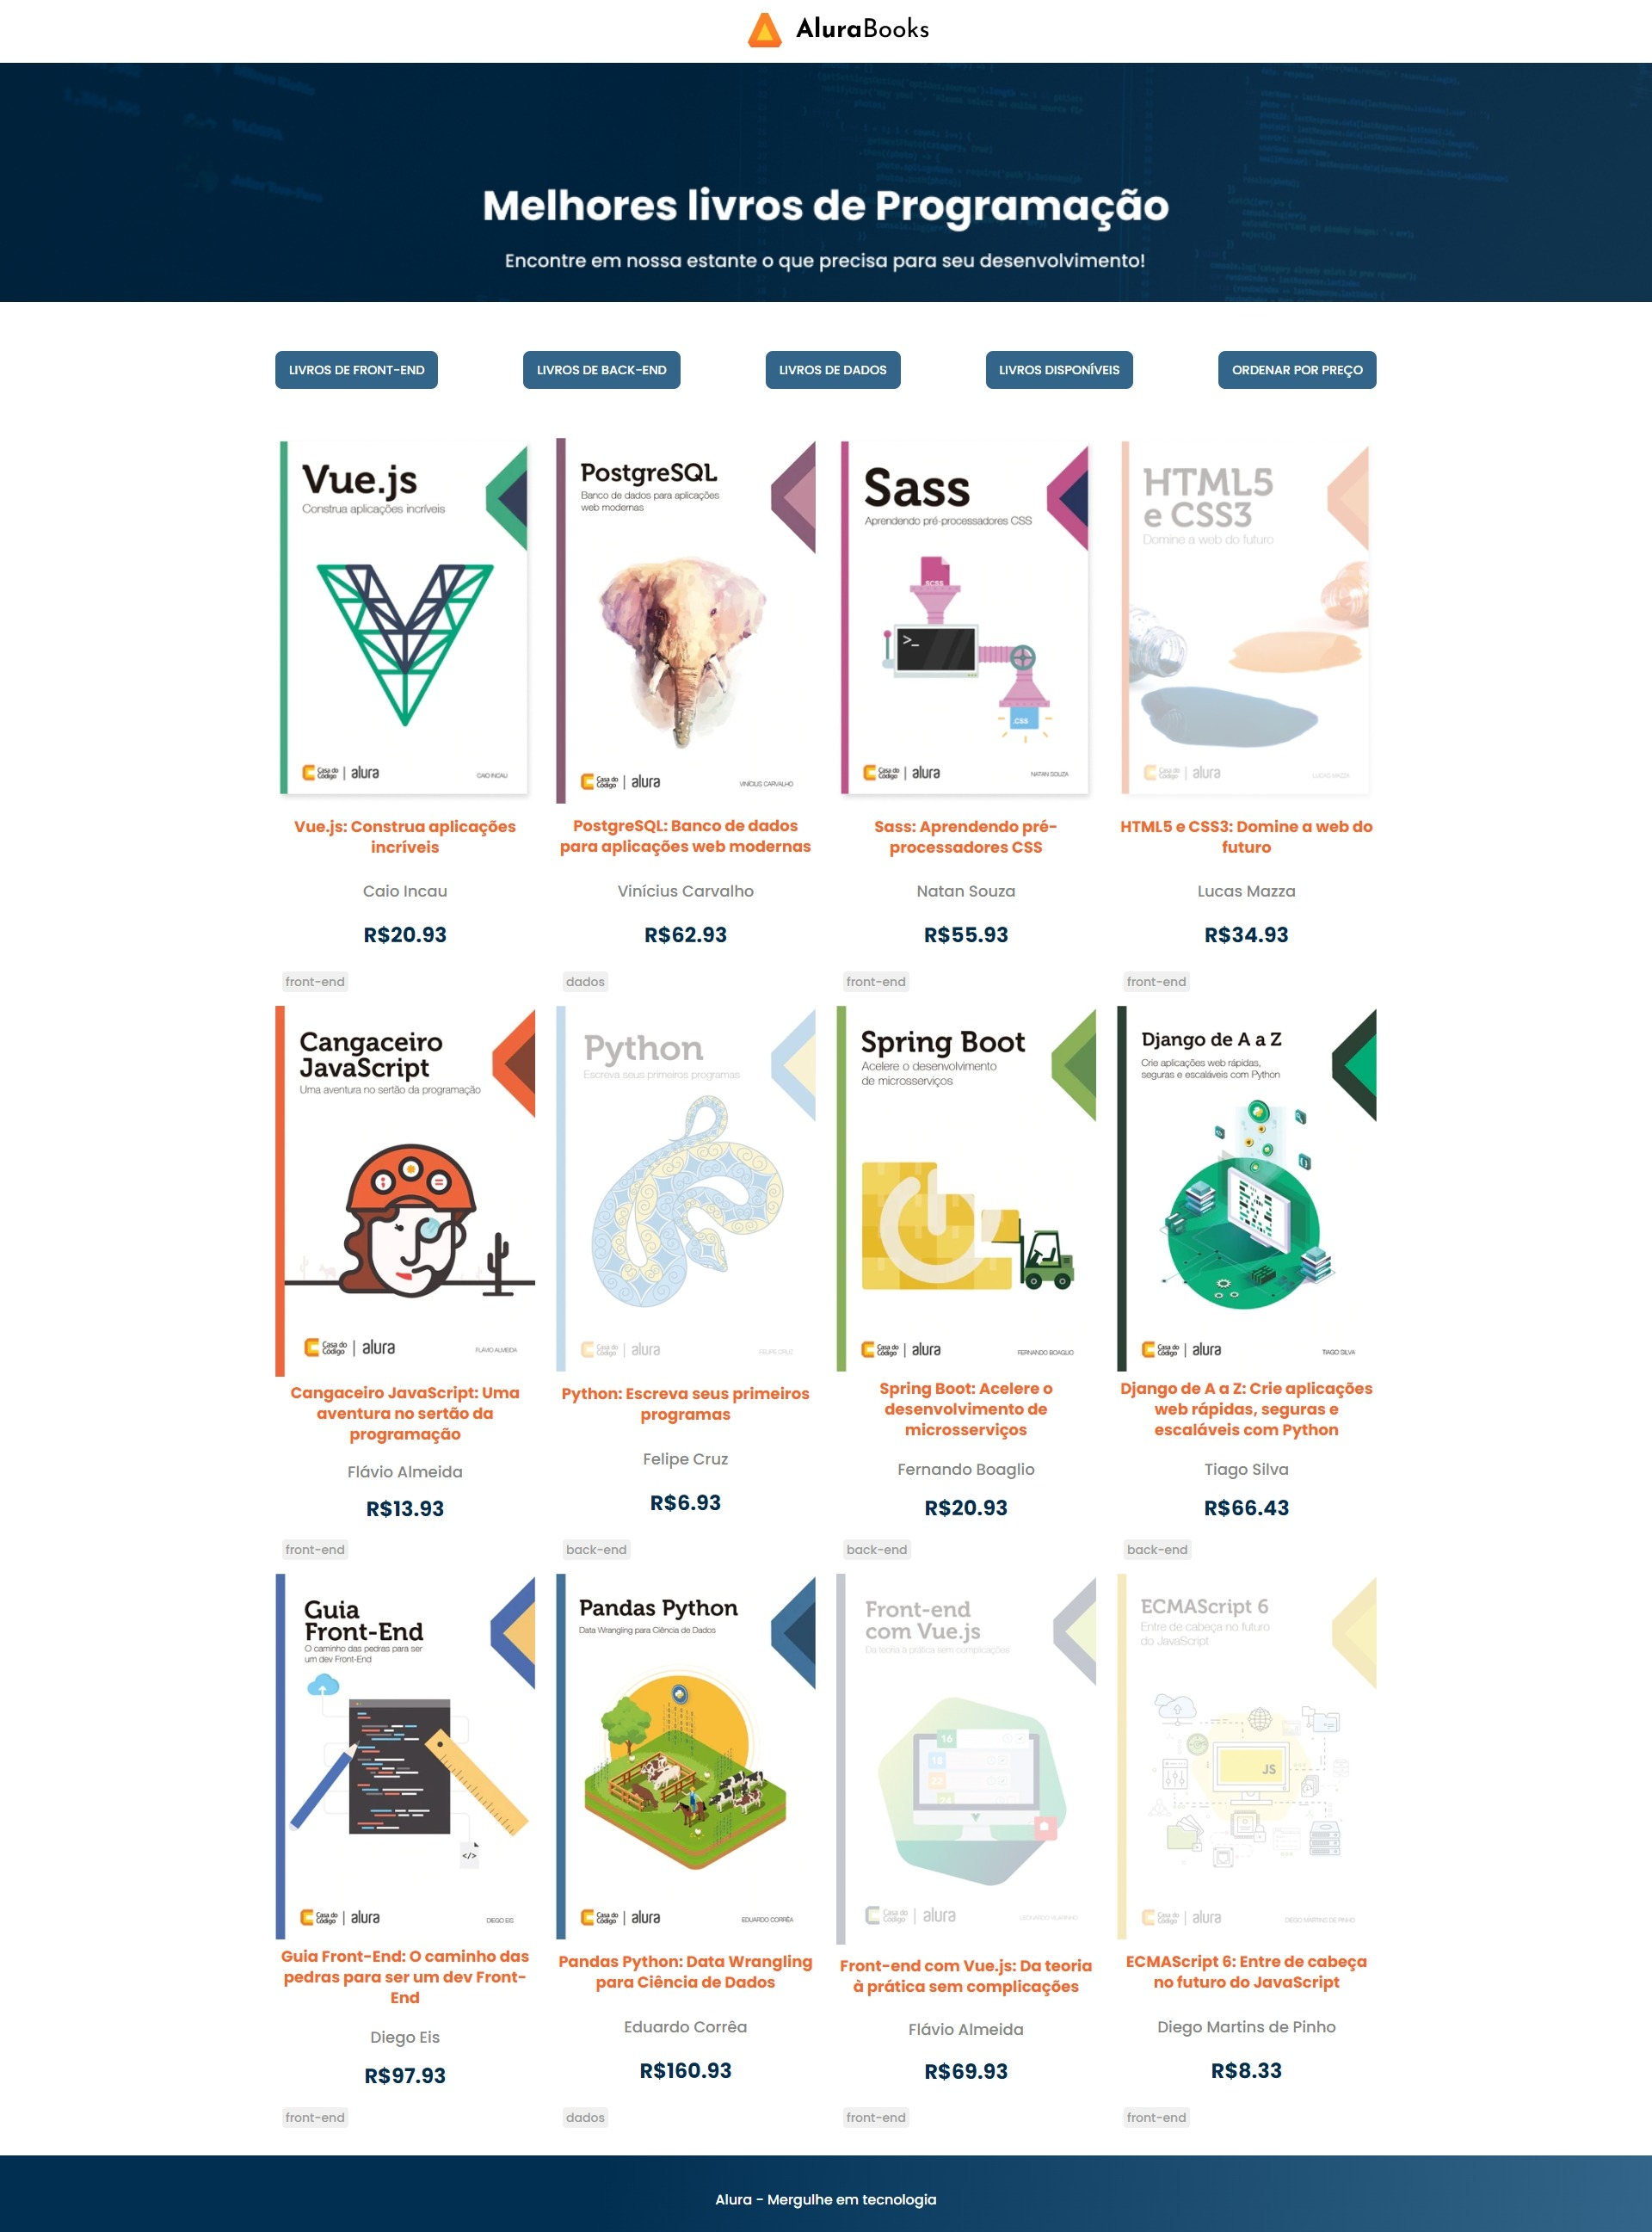 AluraBooks
Melhores livros de Programação
Encontre em nossa estante o que precisa para seu desenvolvimento!
LIVROS DE FRONT-END
LIVROS DE BACK-END
LIVROS DE DADOS
LIVROS DISPONÍVEIS
ORDENAR POR PREÇO
Vue.js
Construa aplicações incríveis
Casa do
Código | alura
CAIO INCAU
Vue.js: Construa aplicações
incríveis
Caio Incau
R$20.93
front-end
PostgreSQL
Banco de dados para aplicações
web modernas
Casa do
Código | alura
VINÍCIUS CARVALHO
PostgreSQL: Banco de dados
para aplicações web modernas
Vinícius Carvalho
R$62.93
dados
Sass
Aprendendo pré-processadores CSS
SCSS
>_
.CSS
Casa do
Código | alura
NATAN SOUZA
Sass: Aprendendo pré-
processadores CSS
Natan Souza
R$55.93
front-end
HTML5
e CSS3
Domine a web do futuro
Casa do
Código | alura
LUCAS MAZZA
HTML5 e CSS3: Domine a web do
futuro
Lucas Mazza
R$34.93
front-end
Cangaceiro
JavaScript
Uma aventura no sertão da programação
Casa do
Código | alura
FLÁVIO ALMEIDA
Cangaceiro JavaScript: Uma
aventura no sertão da
programação
Flávio Almeida
R$13.93
front-end
Python
Escreva seus primeiros programas
Casa do
Código | alura
FELIPE CRUZ
Python: Escreva seus primeiros
programas
Felipe Cruz
R$6.93
back-end
Spring Boot
Acelere o desenvolvimento
de microsserviços
Casa do
Código | alura
FERNANDO BOAGLIO
Spring Boot: Acelere o
desenvolvimento de
microsserviços
Fernando Boaglio
R$20.93
back-end
Django de A a Z
Crie aplicações web rápidas,
seguras e escaláveis com Python
Casa do
Código | alura
TIAGO SILVA
Django de A a Z: Crie aplicações
web rápidas, seguras e
escaláveis com Python
Tiago Silva
R$66.43
back-end
Guia
Front-End
O caminho das pedras para ser
um dev Front-End
</>
Casa do
Código | alura
DIEGO EIS
Guia Front-End: O caminho das
pedras para ser um dev Front-
End
Diego Eis
R$97.93
front-end
Pandas Python
Data Wrangling para Ciência de Dados
Casa do
Código | alura
EDUARDO CORRÊA
Pandas Python: Data Wrangling
para Ciência de Dados
Eduardo Corrêa
R$160.93
dados
Front-end
com Vue.js
Da teoria à prática sem complicações
16
Casa do
Código | alura
Front-end com Vue.js: Da teoria
à prática sem complicações
Flávio Almeida
R$69.93
front-end
ECMAScript 6
Entre de cabeça no futuro
do JavaScript
JS
Casa do
Código | alura
DIEGO MARTINS DE PINHO
ECMAScript 6: Entre de cabeça
no futuro do JavaScript
Diego Martins de Pinho
R$8.33
front-end
Alura - Mergulhe em tecnologia